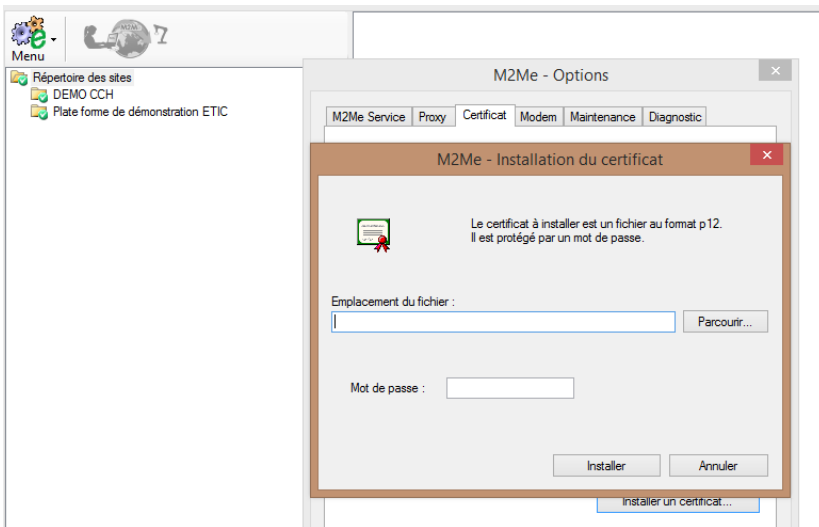 Menu
M2Me
Répertoire des sites
DEMO CCH
Plate forme de démonstration ETIC
M2Me - Options
M2Me Service Proxy Certificat Modem Maintenance Diagnostic
M2Me - Installation du certificat
Le certificat à installer est un fichier au format p12.
Il est protégé par un mot de passe.
Emplacement du fichier :
Parcourir...
Mot de passe :
Installer Annuler
Installer un certificat...